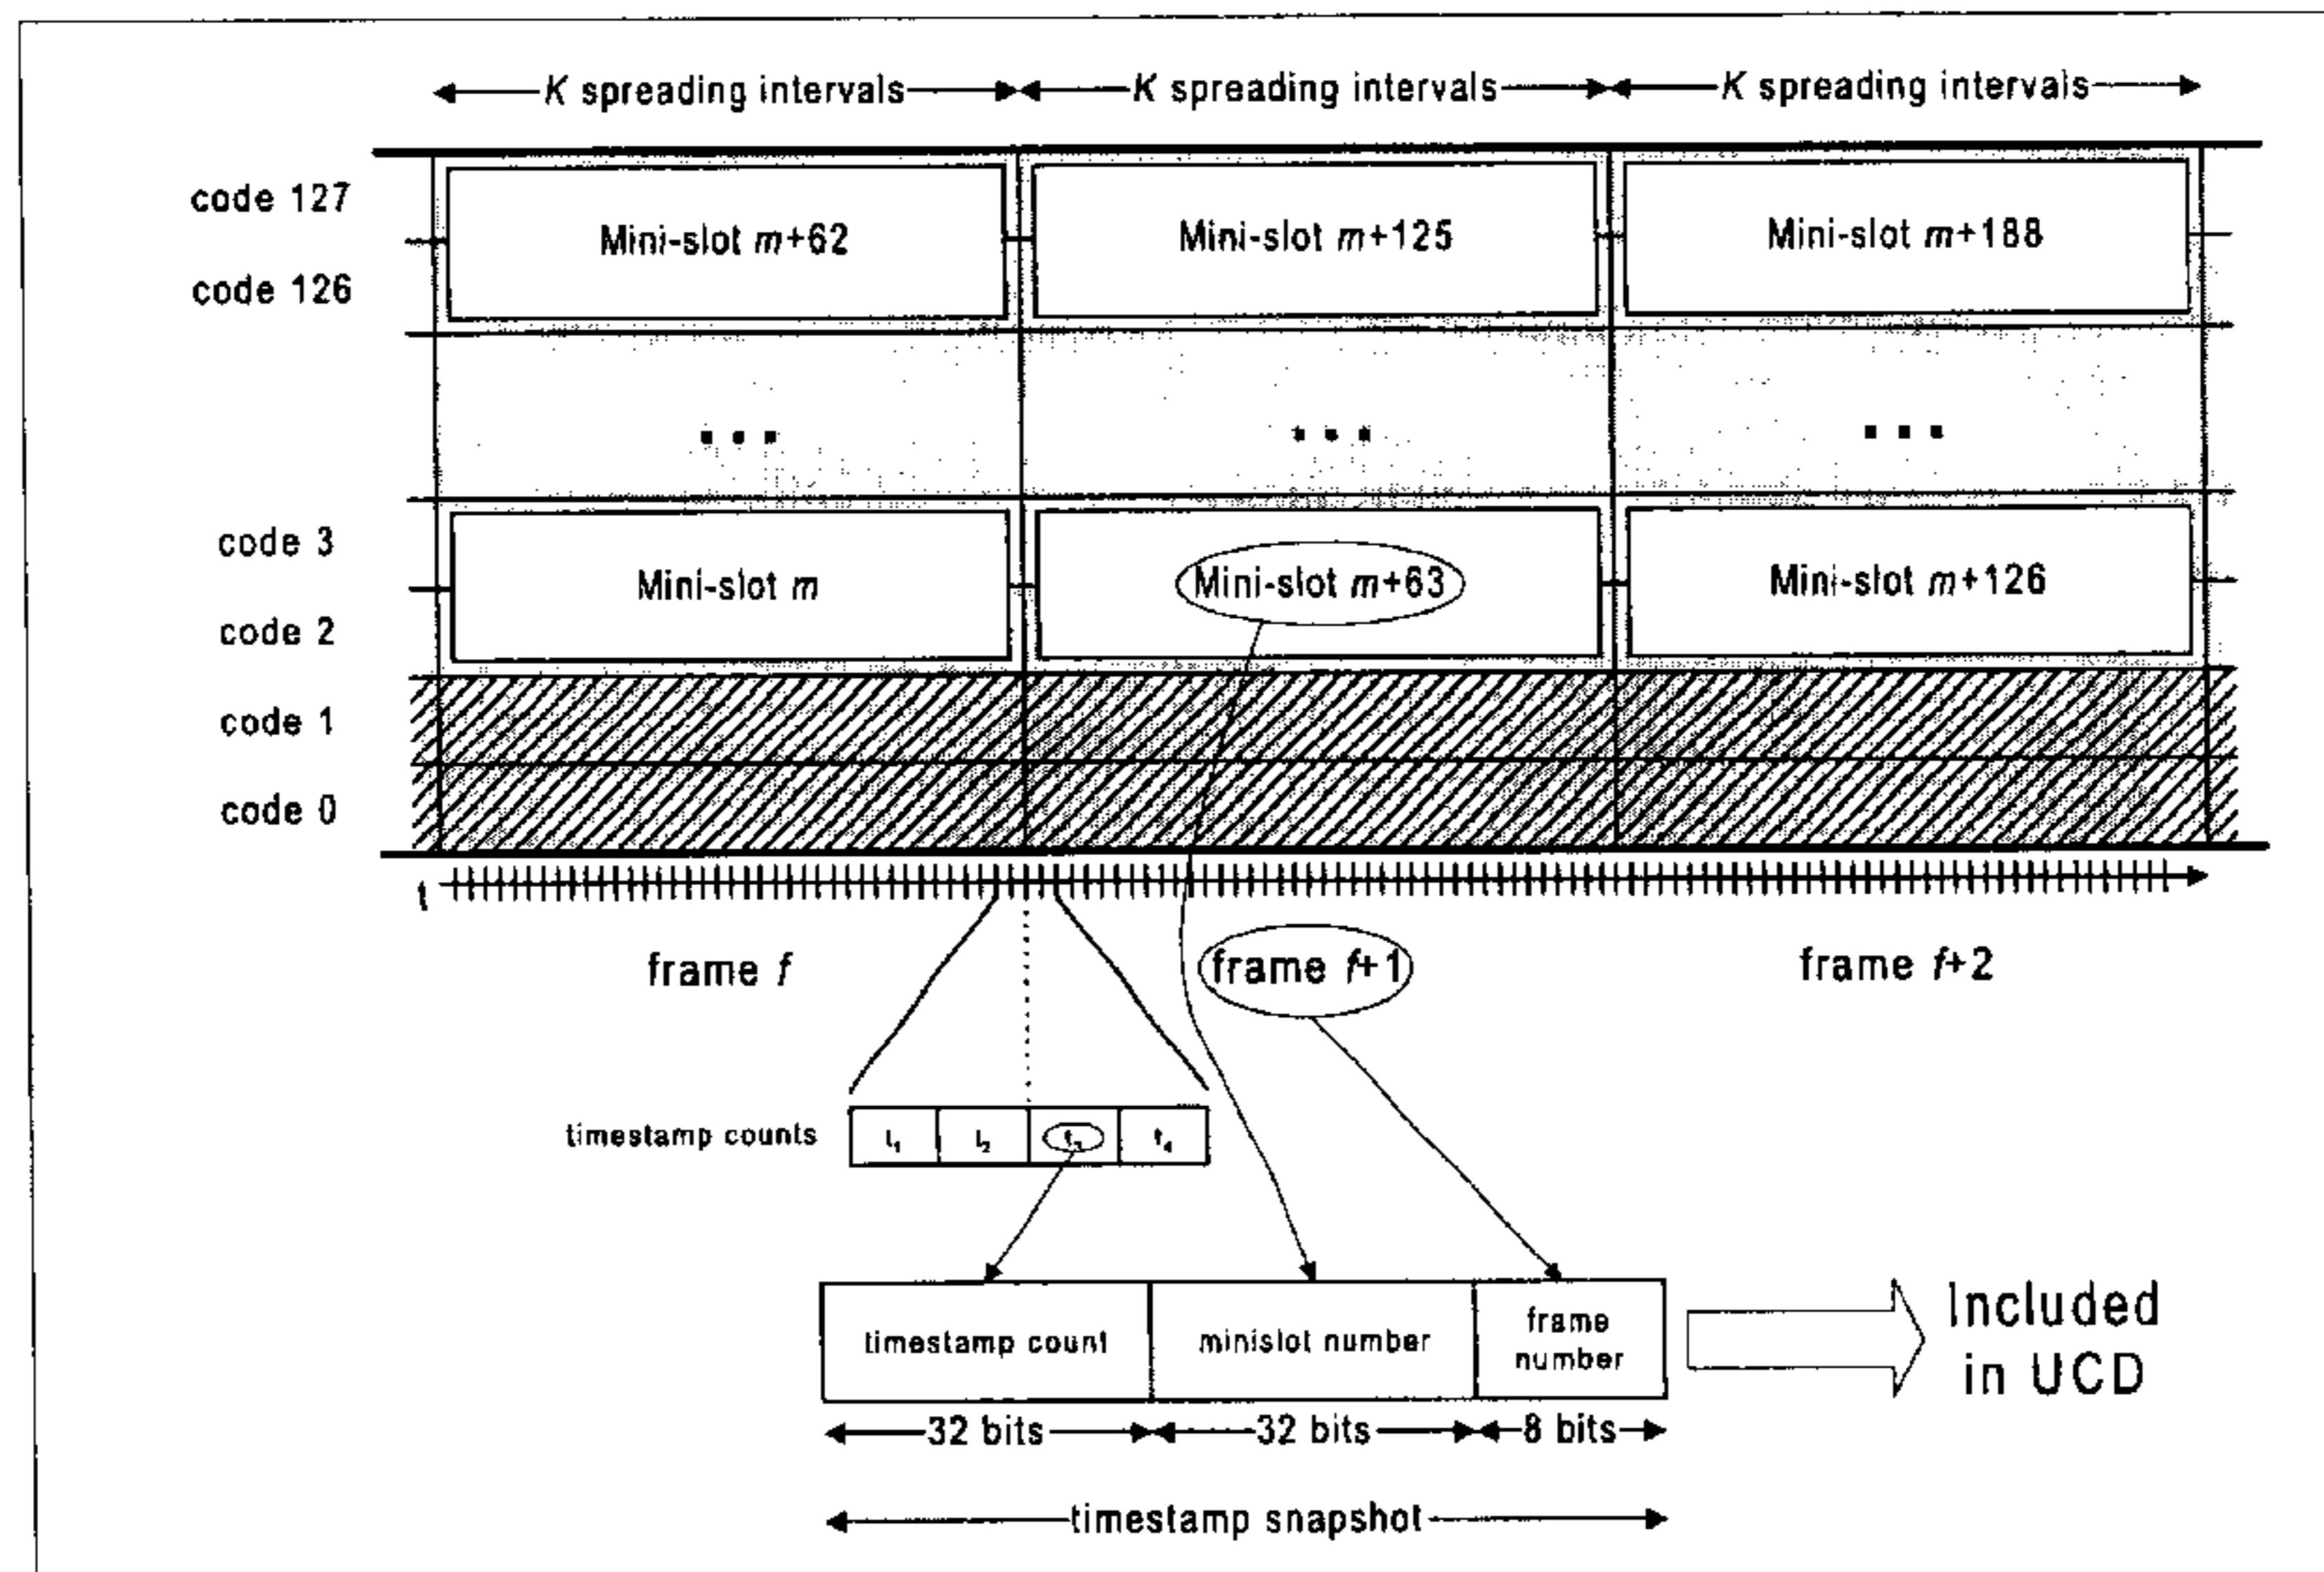 K spreading intervals K spreading intervals K spreading intervals
code 127
Mini-slot m+62 Mini-slot m+125 Mini-slot m+188
code 126
... ... ...
code 3
Mini-slot m Mini-slot m+63 Mini-slot m+126
code 2
code 1
code 0
t
frame f frame f+1 frame f+2
timestamp counts t1 t2 t3 t4
timestamp count minislot number frame
number
Included
in UCD
32 bits 32 bits 8 bits
timestamp snapshot